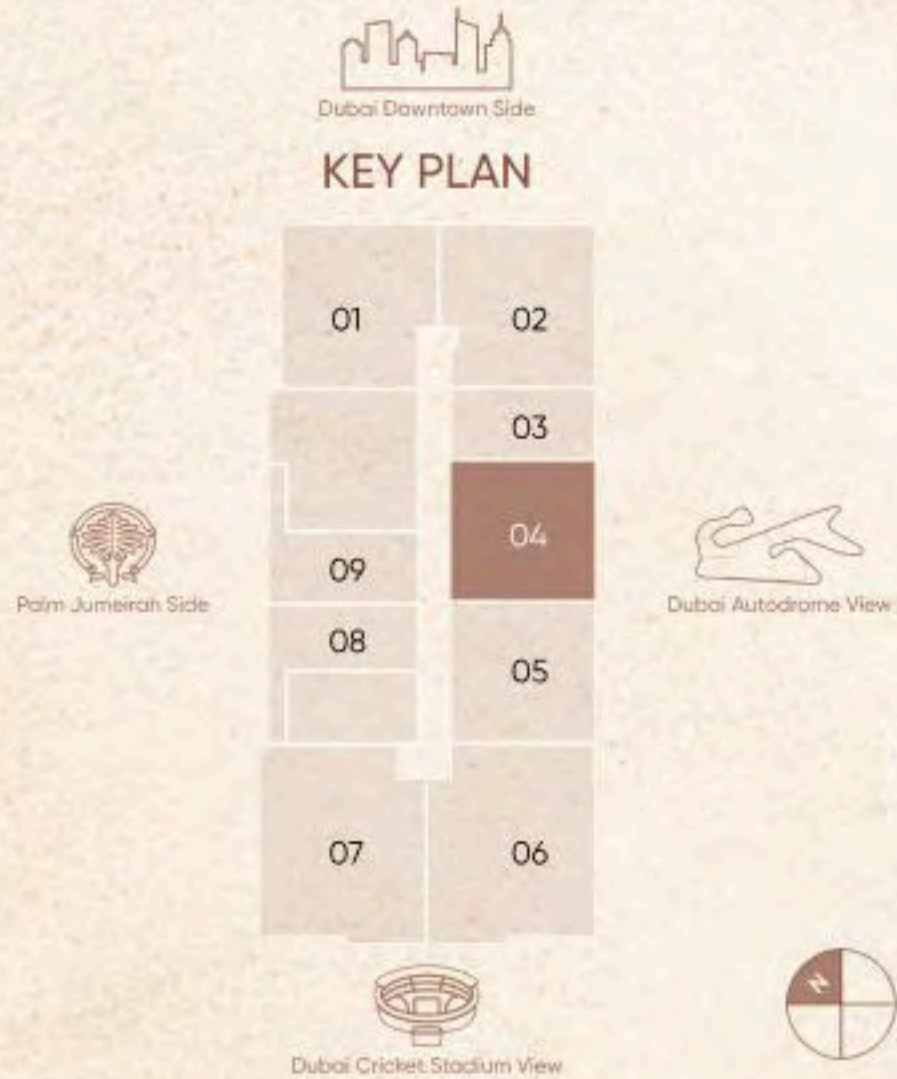 Dubai Downtown Side
KEY PLAN
01
02
03
04
09
08
05
07
06
Palm Jumeirah Side
Dubai Autodrome View
Dubai Cricket Stadium View
N